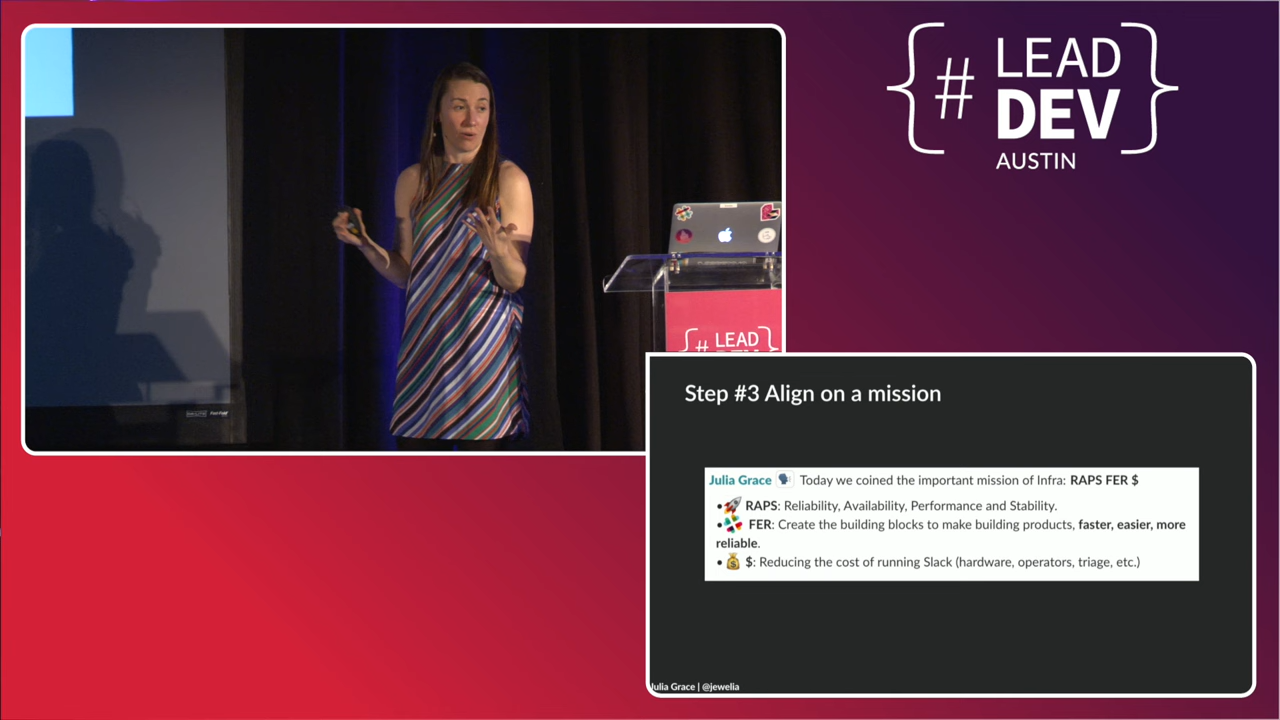 {# LEAD
DEV}
AUSTIN
{# LEAD
Step #3 Align on a mission
Julia Grace Today we coined the important mission of Infra: RAPS FER $
• RAPS: Reliability, Availability, Performance and Stability.
• FER: Create the building blocks to make building products, faster, easier, more
reliable.
• $: Reducing the cost of running Slack (hardware, operators, triage, etc.)
Julia Grace | @jewelia